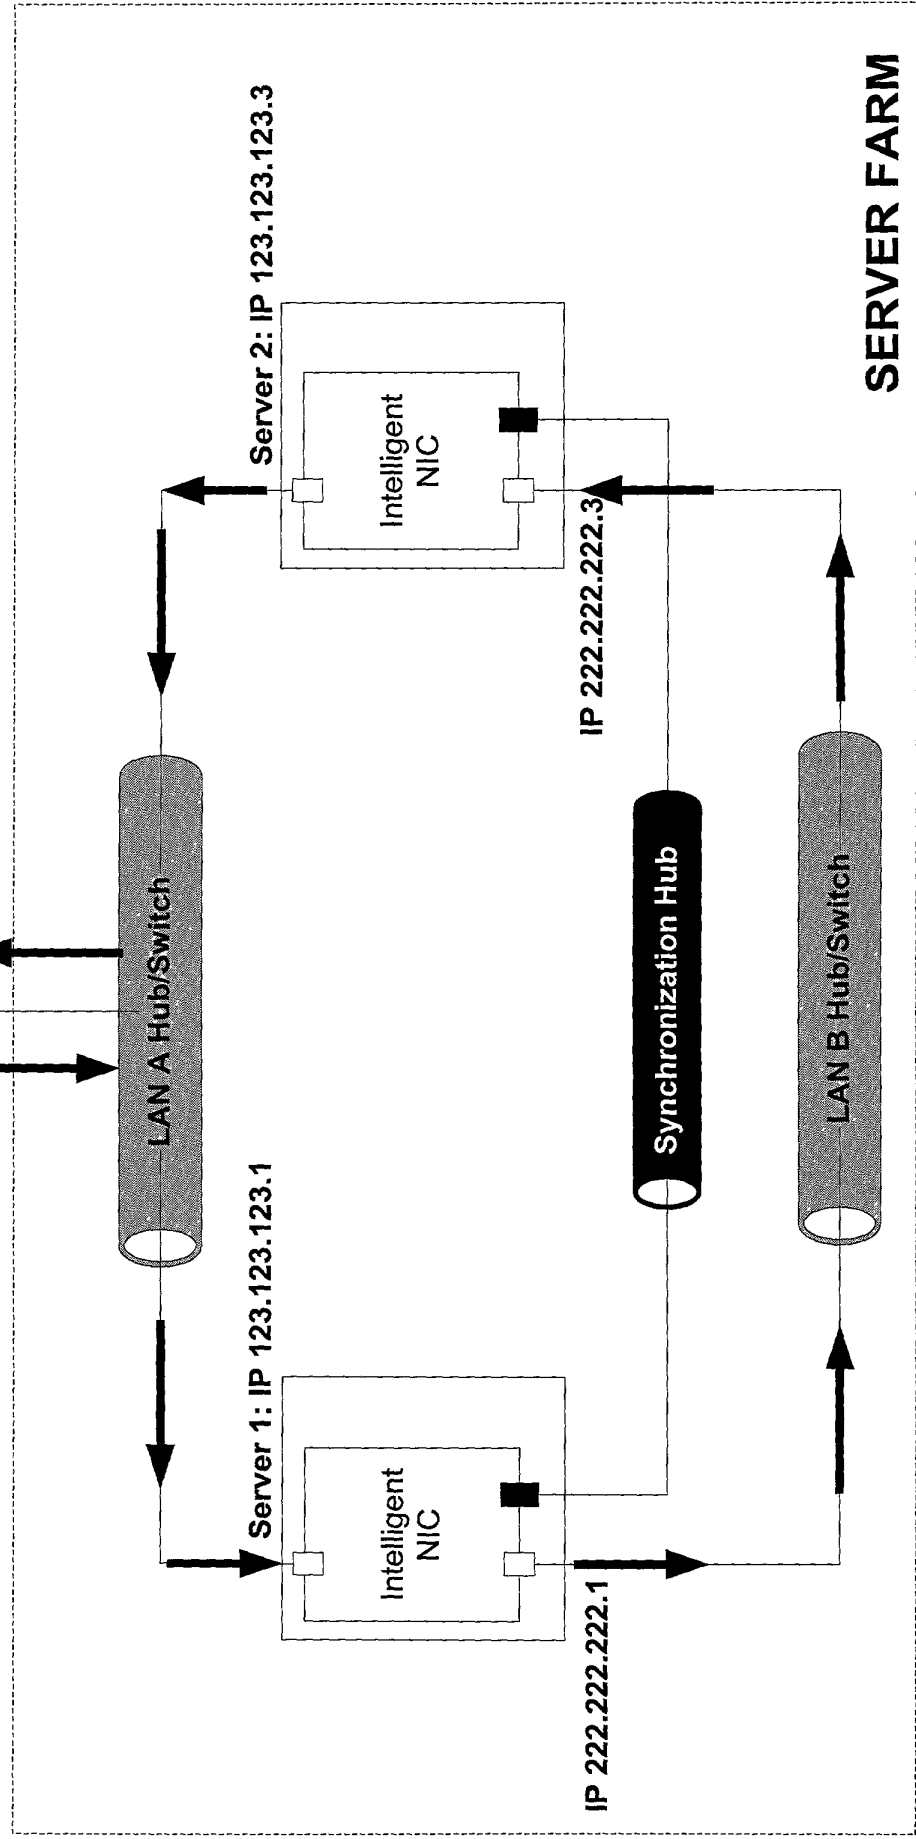 LAN A Hub/Switch
Server 1: IP 123.123.123.1
Server 2: IP 123.123.123.3
Intelligent
NIC
Intelligent
NIC
IP 222.222.222.1
IP 222.222.222.3
Synchronization Hub
LAN B Hub/Switch
SERVER FARM